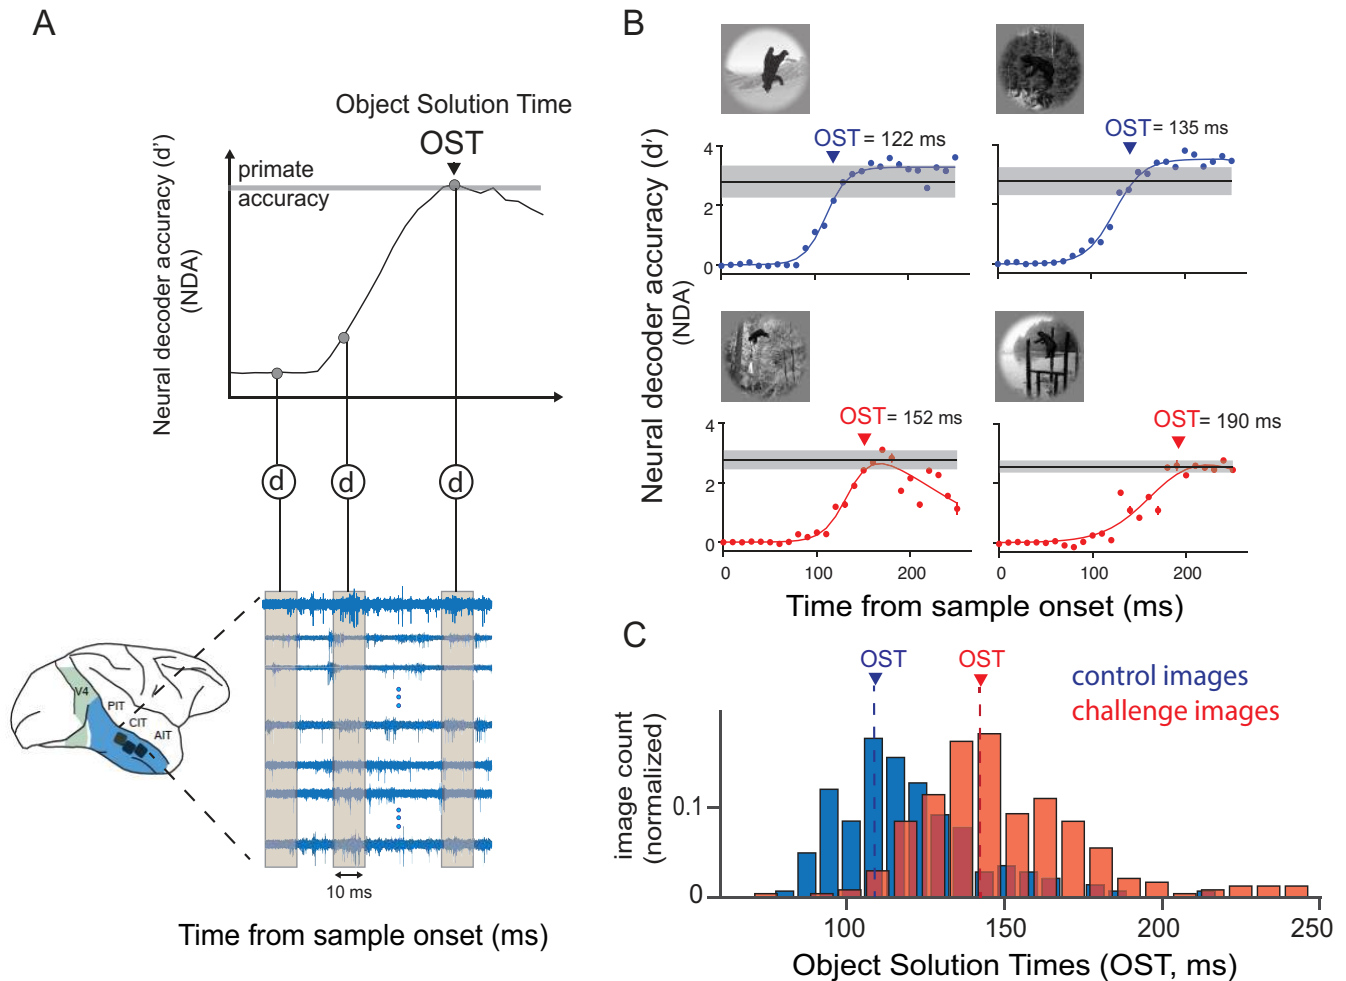 A
Object Solution Time
OST
Neural decoder accuracy (d')
(NDA)
primate
accuracy
d
d
d
V4
PIT
CIT
AIT
10 ms
Time from sample onset (ms)
B
Neural decoder accuracy (d')
(NDA)
OST = 122 ms
4
2
0
OST = 135 ms
OST = 152 ms
4
2
0
0
100
200
OST = 190 ms
0
100
200
Time from sample onset (ms)
C
OST
OST
control images
challenge images
image count
(normalized)
0.1
0
100
150
200
250
Object Solution Times (OST, ms)